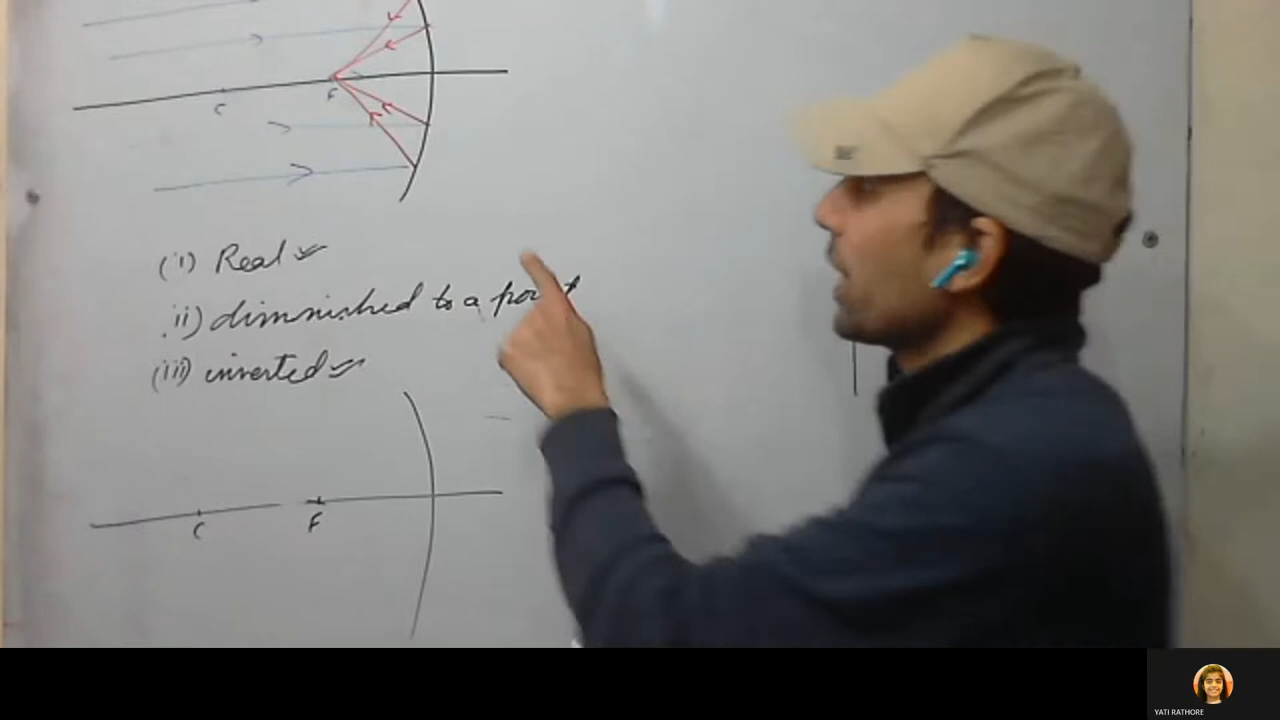 C F
(i) Real
ii) diminished to a point
(iii) inverted
C F
YATI RATHORE